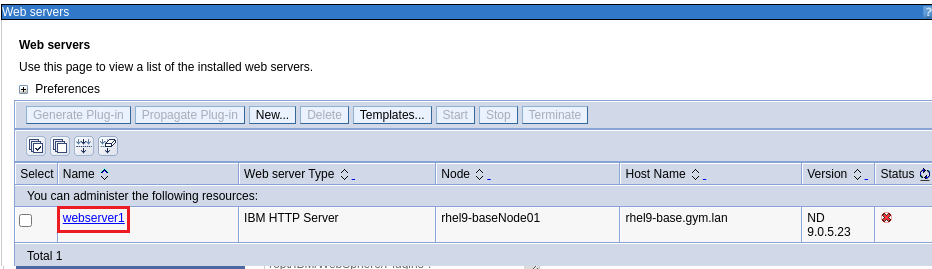 Web servers ?
Web servers
Use this page to view a list of the installed web servers.
Preferences
Generate Plug-in Propagate Plug-in New... Delete Templates... Start Stop Terminate
Select Name Web server Type Node Host Name Version Status
You can administer the following resources:
webserver1 IBM HTTP Server rhel9-baseNode01 rhel9-base.gym.lan ND
9.0.5.23
Total 1